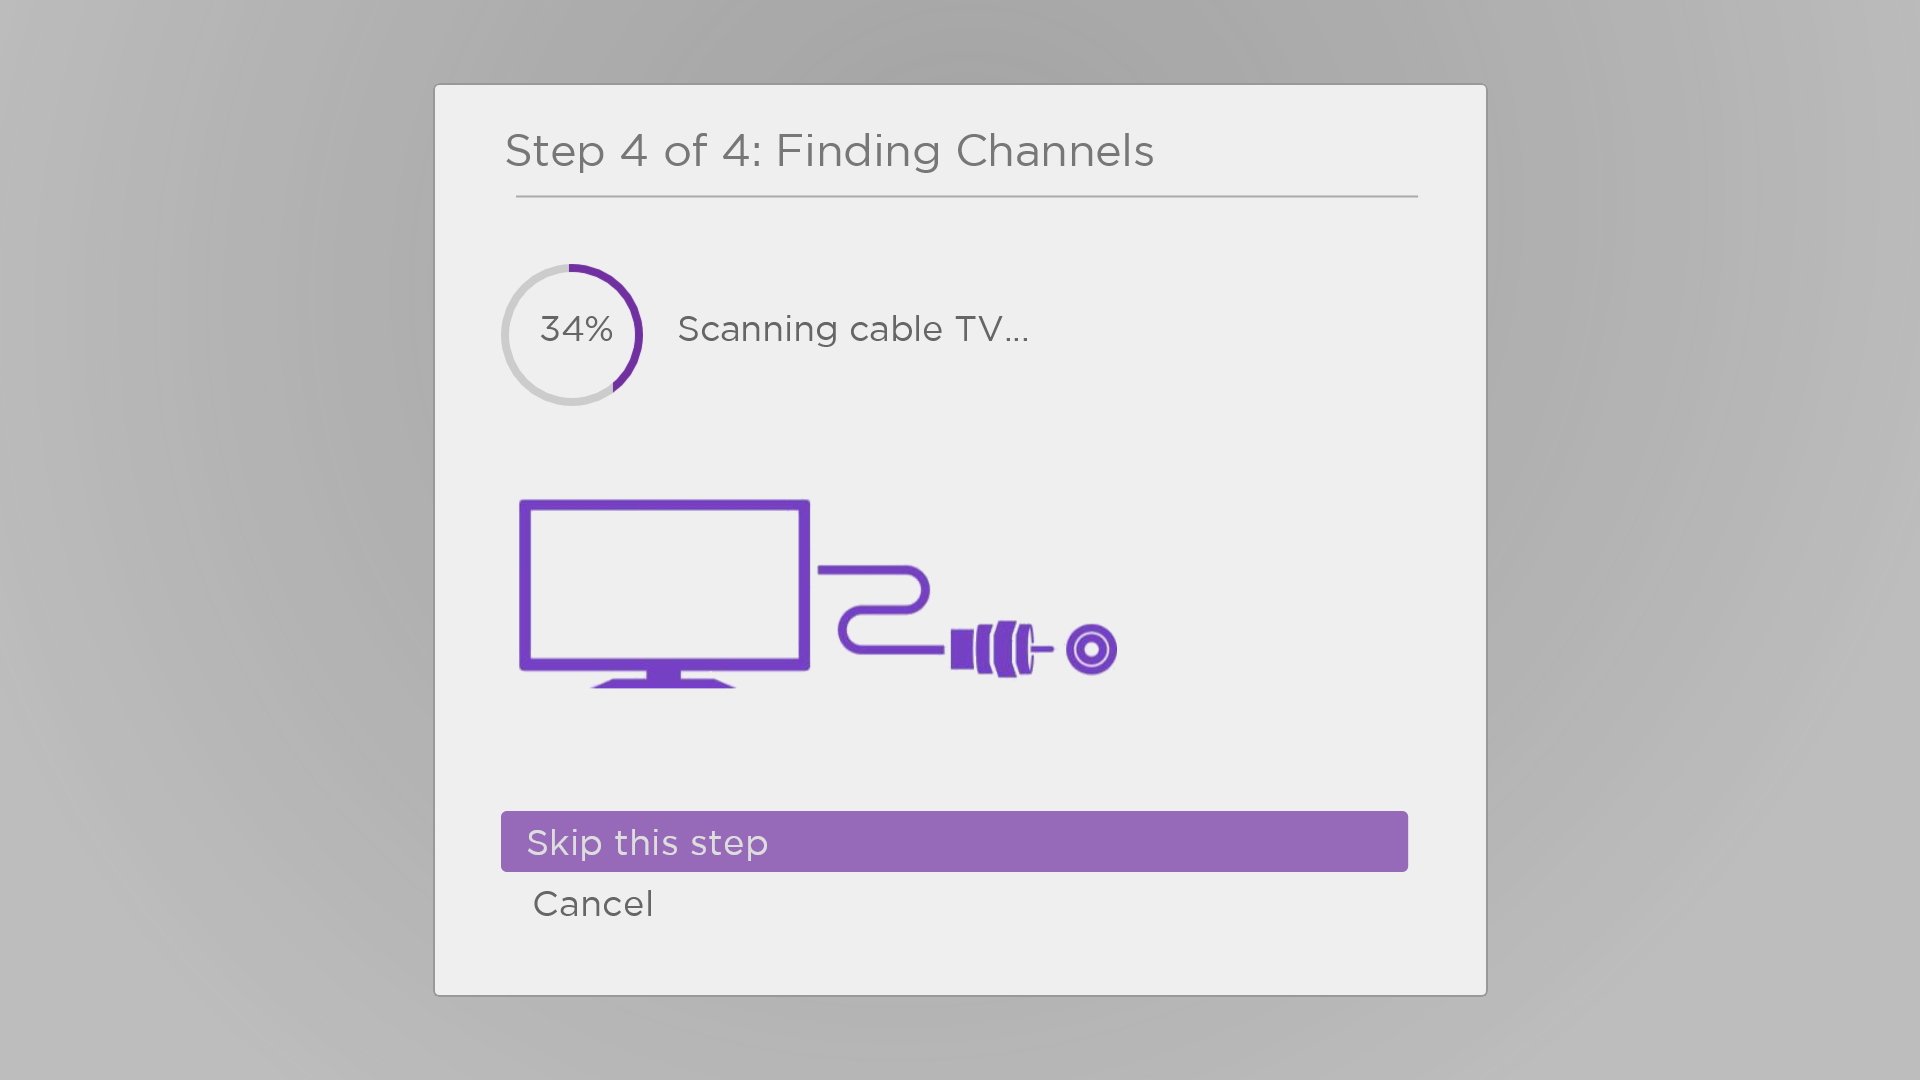 Step 4 of 4: Finding Channels
34%
Scanning cable TV...
Skip this step
Cancel